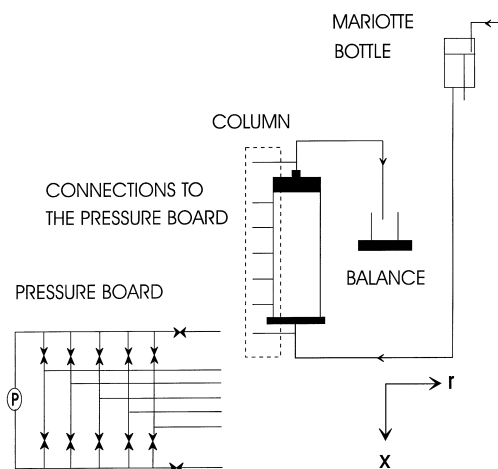 MARIOTTE
BOTTLE
COLUMN
CONNECTIONS TO
THE PRESSURE BOARD
BALANCE
PRESSURE BOARD
P
r
x